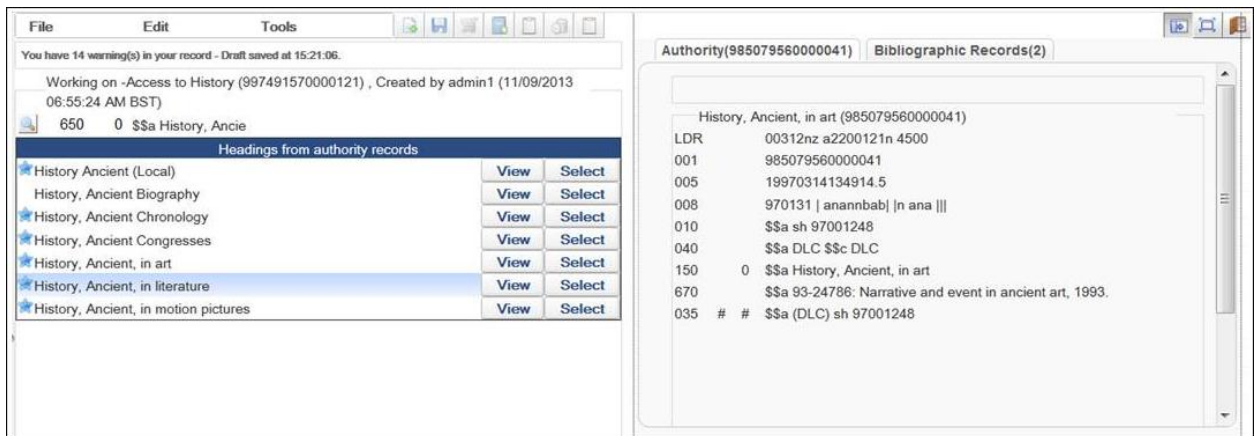 File Edit Tools
You have 14 warning(s) in your record - Draft saved at 15:21:06.
Working on -Access to History (997491570000121) , Created by admin1 (11/09/2013
06:55:24 AM BST)
650 0 $$a History, Ancie
Headings from authority records
History Ancient (Local) View Select
History, Ancient Biography View Select
History, Ancient Chronology View Select
History, Ancient Congresses View Select
History, Ancient, in art View Select
History, Ancient, in literature View Select
History, Ancient, in motion pictures View Select
Authority(985079560000041) Bibliographic Records(2)
History, Ancient, in art (985079560000041)
LDR 00312nz a2200121n 4500
001 985079560000041
005 19970314134914.5
008 970131 | anannbab| |n ana |||
010 $$a sh 97001248
040 $$a DLC $$c DLC
150 0 $$a History, Ancient, in art
670 $$a 93-24786: Narrative and event in ancient art, 1993.
035 # # $$a (DLC) sh 97001248